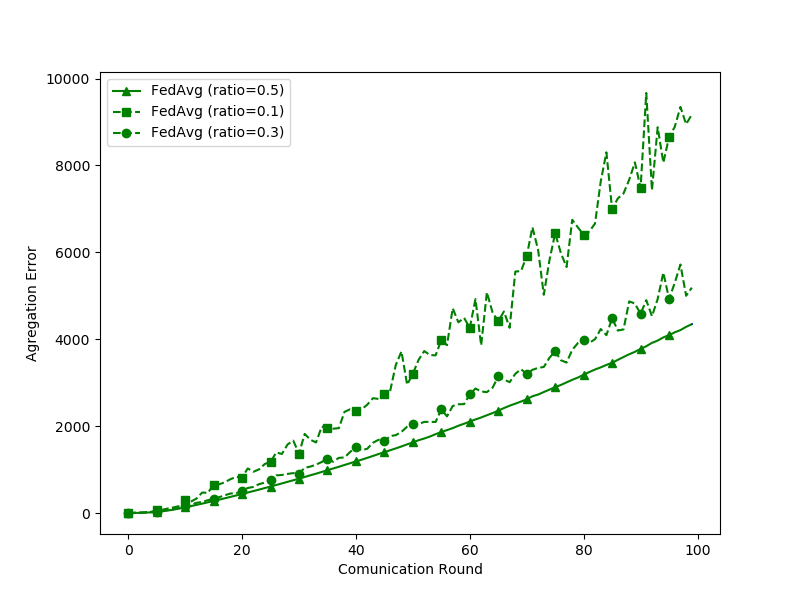 10000
8000
6000
4000
2000
0
Agregation Error
FedAvg (ratio=0.5)
FedAvg (ratio=0.1)
FedAvg (ratio=0.3)
0 20 40 60 80 100
Comunication Round